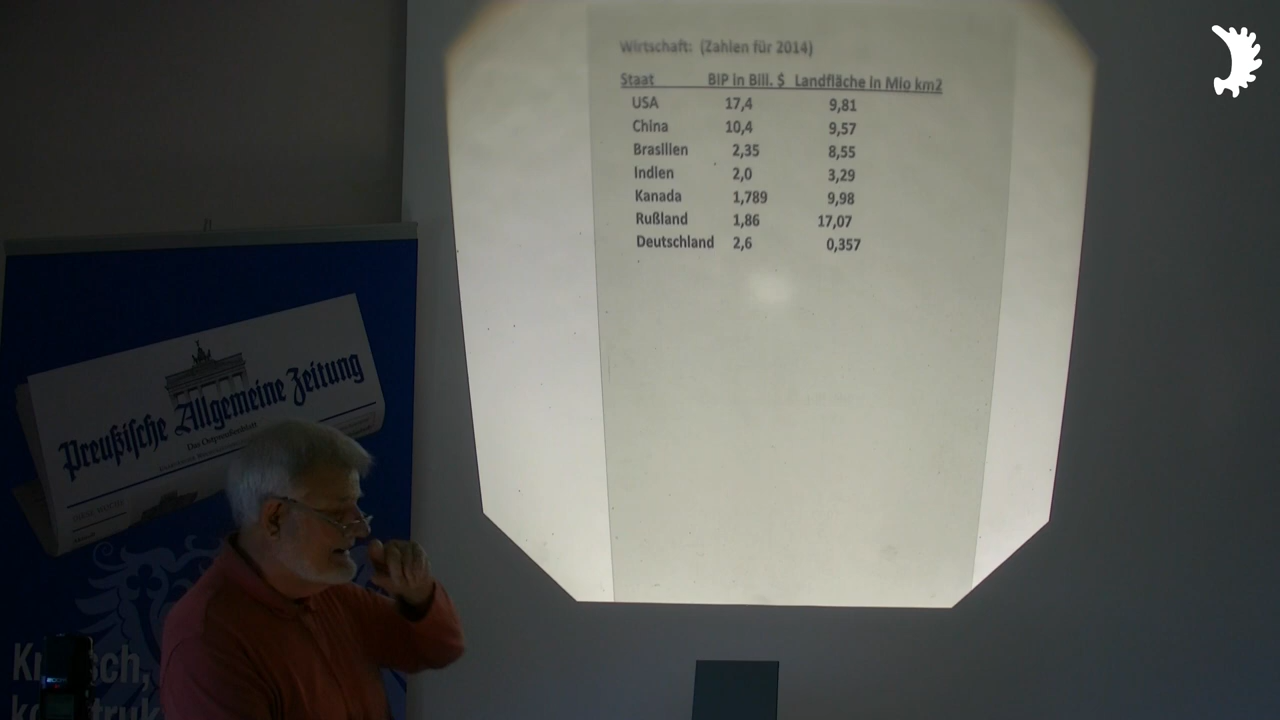 Wirtschaft: (Zahlen für 2014)
Staat BIP in Bill. $ Landfläche in Mio km2
USA 17,4 9,81
China 10,4 9,57
Brasilien 2,35 8,55
Indien 2,0 3,29
Kanada 1,789 9,98
Rußland 1,86 17,07
Deutschland 2,6 0,357
Preußische Allgemeine Zeitung
Das Ostpreußenblatt